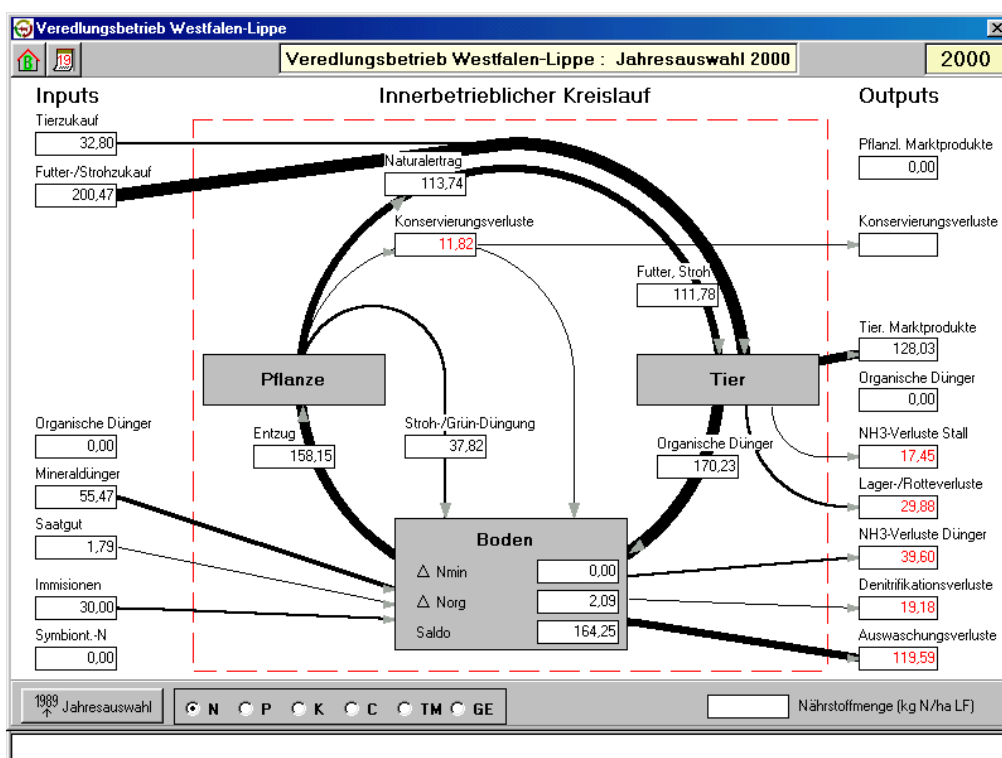 Veredlungsbetrieb Westfalen-Lippe
B
19
Veredlungsbetrieb Westfalen-Lippe : Jahresauswahl 2000
2000
Inputs
Innerbetrieblicher Kreislauf
Outputs
Tierzukauf
32,80
Futter-/Strohzukauf
200,47
Naturalertrag
113,74
Konservierungsverluste
11,82
Futter, Stroh
111,78
Pflanzl. Marktprodukte
0,00
Konservierungsverluste
Tier. Marktprodukte
128,03
Pflanze
Tier
Organische Dünger
0,00
Organische Dünger
0,00
Mineraldünger
55,47
Saatgut
1,79
Immisionen
30,00
Symbiont.-N
0,00
Entzug
158,15
Stroh-/Grün-Düngung
37,82
Organische Dünger
170,23
NH3-Verluste Stall
17,45
Lager-/Rotteverluste
29,88
NH3-Verluste Dünger
39,60
Denitrifikationsverluste
19,18
Auswaschungsverluste
119,59
Boden
Δ Nmin 0,00
Δ Norg 2,09
Saldo 164,25
1989 Jahresauswahl
N P K C TM GE
Nährstoffmenge (kg N/ha LF)